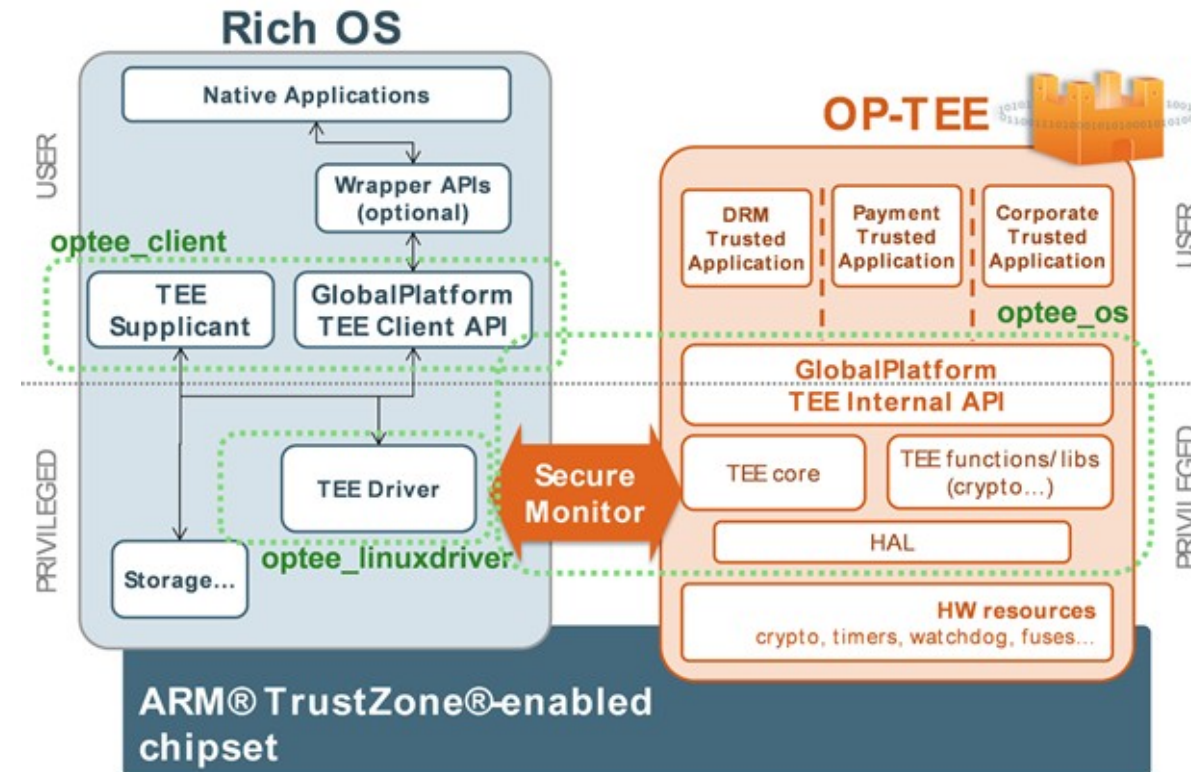 Rich OS
Native Applications
USER
Wrapper APIs
(optional)
optee_client
TEE
Supplicant
GlobalPlatform
TEE Client API
PRIVILEGED
TEE Driver
optee_linuxdriver
Storage...
Secure
Monitor
OP-TEE
DRM
Trusted
Application
Payment
Trusted
Application
Corporate
Trusted
Application
USER
optee_os
GlobalPlatform
TEE Internal API
TEE core
TEE functions/libs
(crypto...)
PRIVILEGED
HAL
HW resources
crypto, timers, watchdog, fuses...
ARM® TrustZone®-enabled
chipset